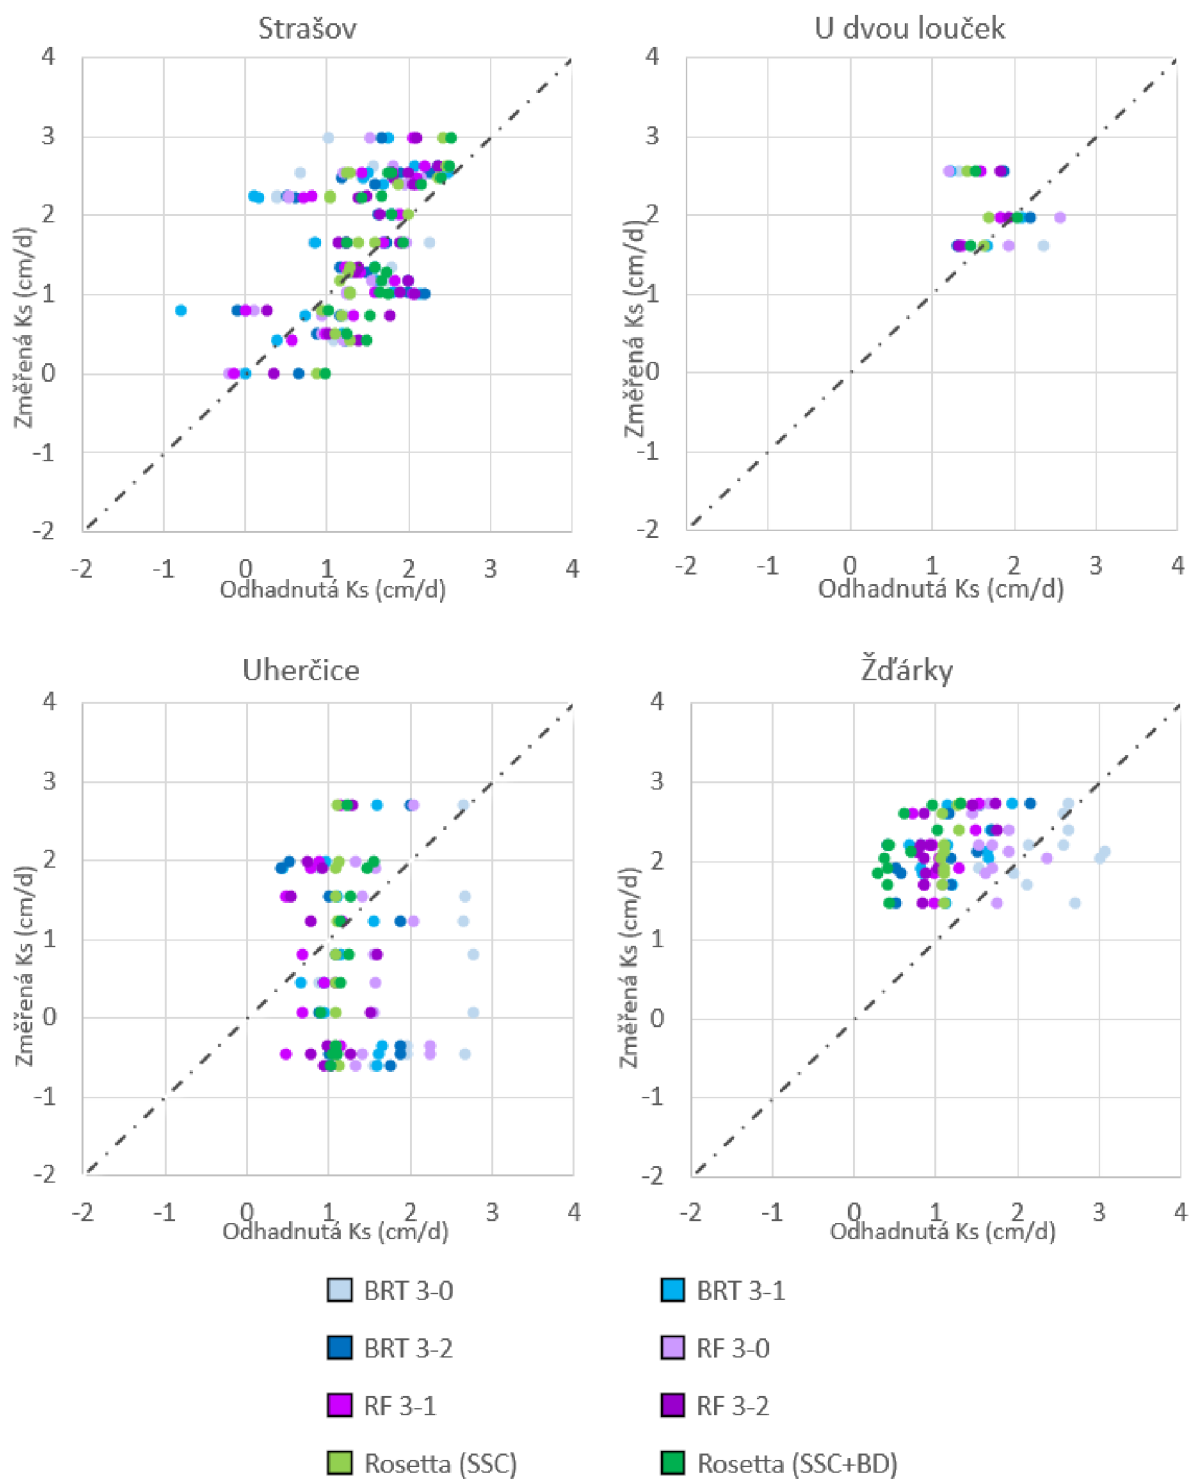 Strašov
4
3
2
1
0
-1
-2
-2 -1 0 1 2 3 4
Změřená Ks (cm/d)
Odhadnutá Ks (cm/d)
U dvou louček
4
3
2
1
0
-1
-2
-2 -1 0 1 2 3 4
Změřená Ks (cm/d)
Odhadnutá Ks (cm/d)
Uherčice
4
3
2
1
0
-1
-2
-2 -1 0 1 2 3 4
Změřená Ks (cm/d)
Odhadnutá Ks (cm/d)
Žďárky
4
3
2
1
0
-1
-2
-2 -1 0 1 2 3 4
Změřená Ks (cm/d)
Odhadnutá Ks (cm/d)
BRT 3-0
BRT 3-1
BRT 3-2
RF 3-0
RF 3-1
RF 3-2
Rosetta (SSC)
Rosetta (SSC+BD)